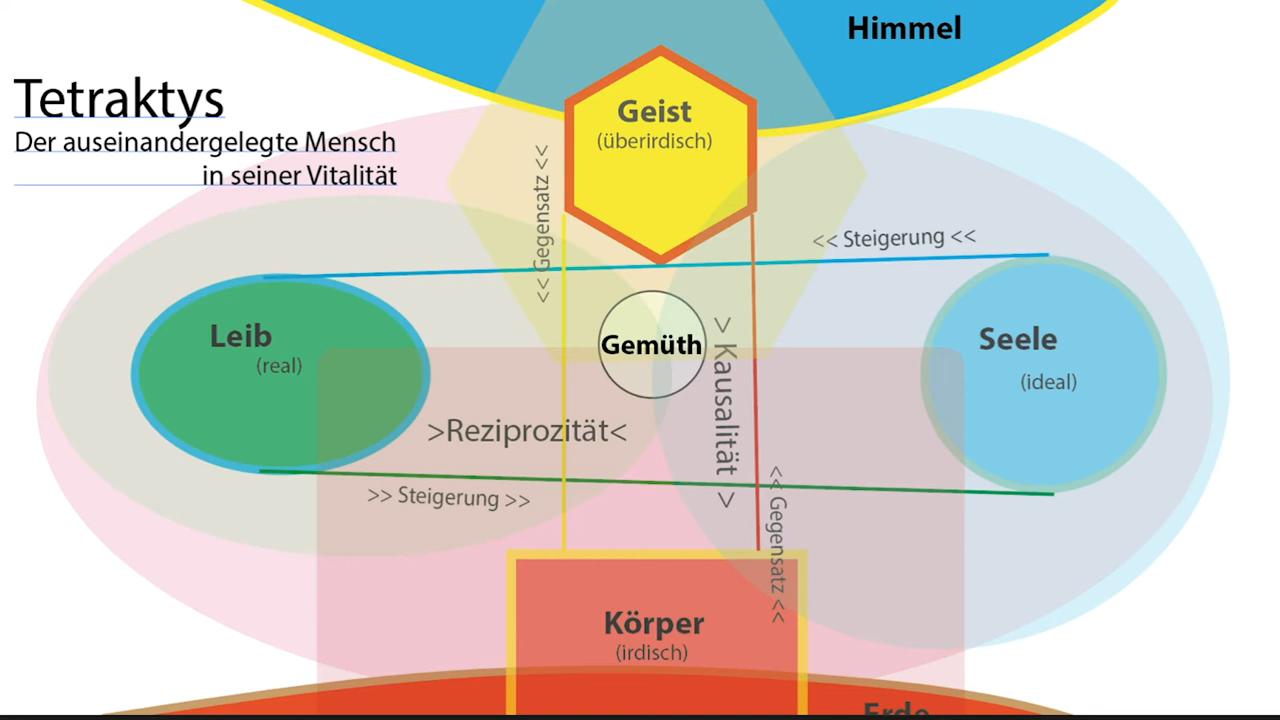 Himmel
Tetraktys
Der auseinandergelegte Mensch
in seiner Vitalität
Geist
(überirdisch)
<< Gegensatz <<
<< Steigerung <<
Leib
(real)
Gemüth
Seele
(ideal)
> Kausalität >
>Reziprozität<
>> Steigerung >>
<< Gegensatz <<
Körper
(irdisch)
Erde